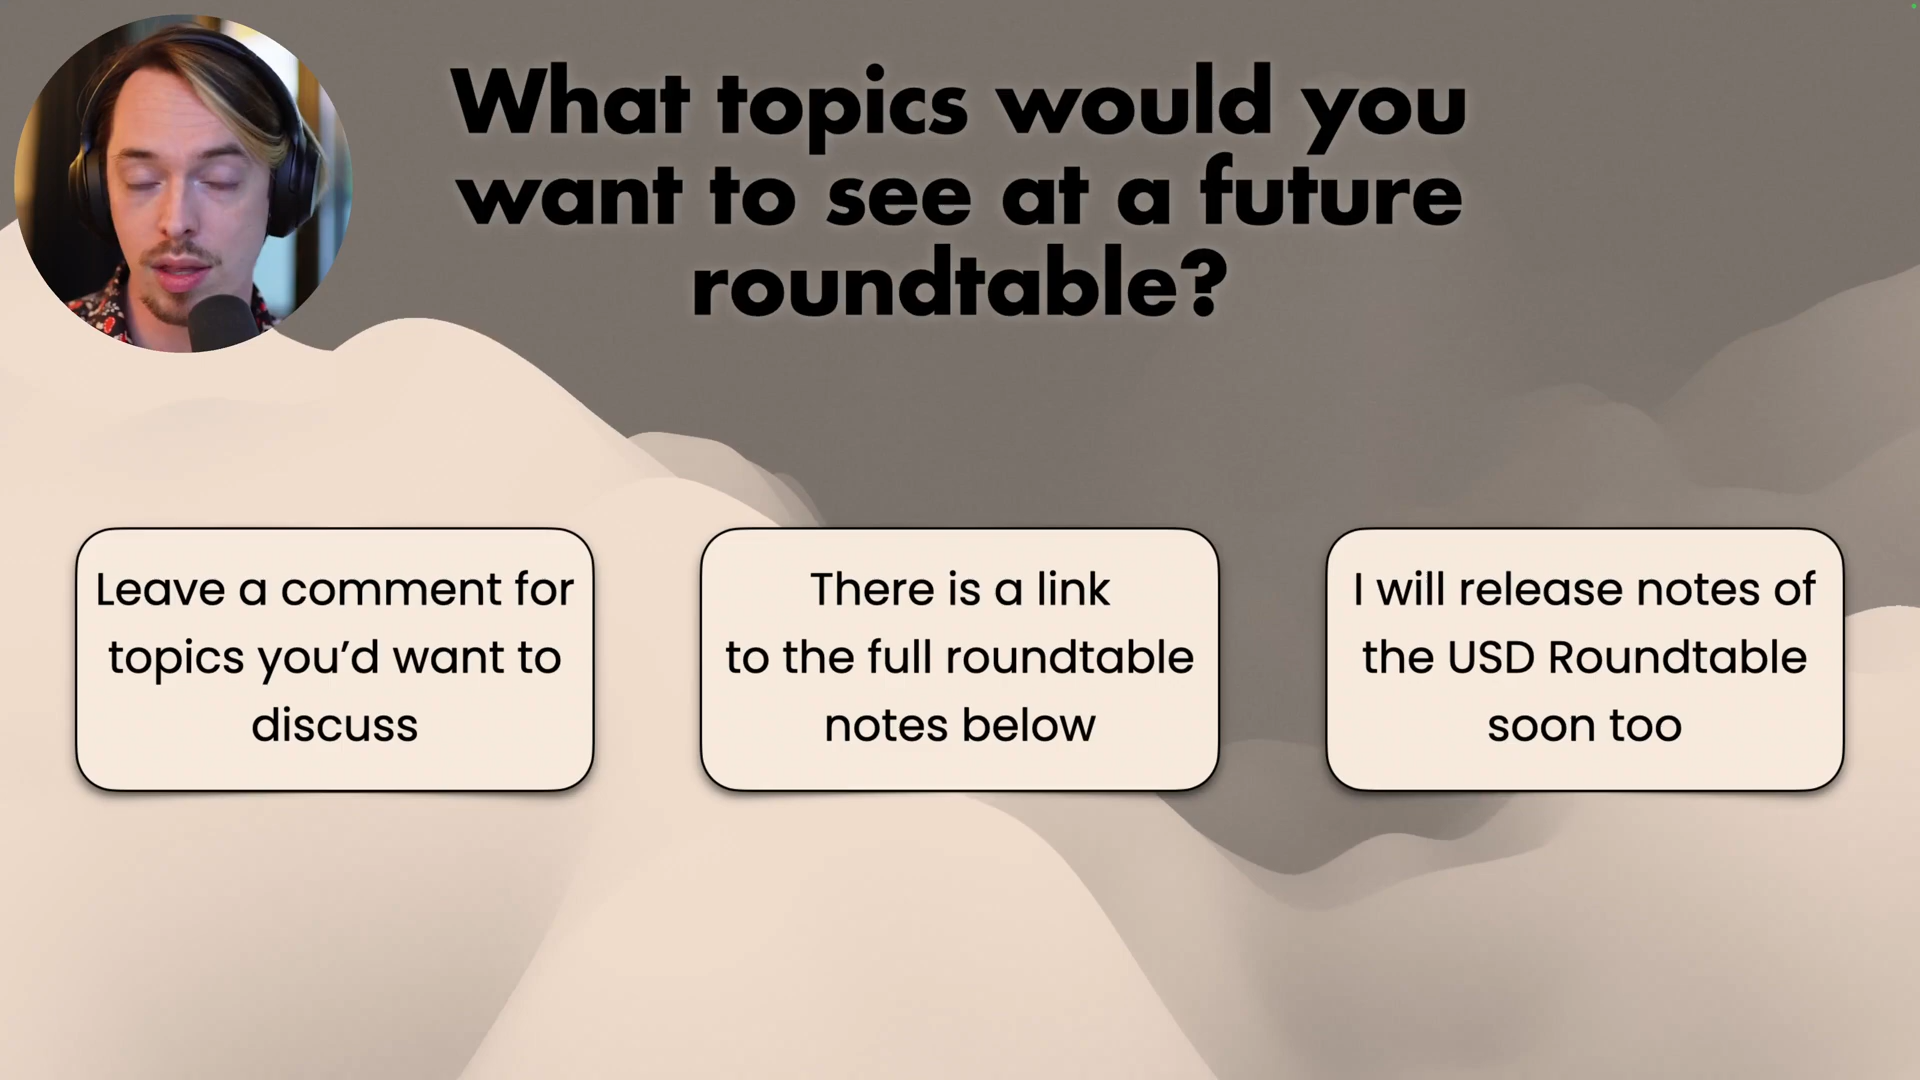 What topics would you
want to see at a future
roundtable?
Leave a comment for
topics you’d want to
discuss
There is a link
to the full roundtable
notes below
I will release notes of
the USD Roundtable
soon too